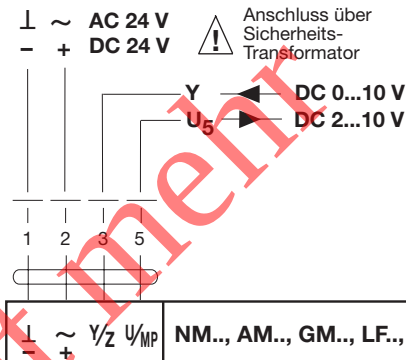 ⊥ ~ AC 24 V
– + DC 24 V
!
Anschluss über
Sicherheits-
Transformator
Y DC 0...10 V
U5 DC 2...10 V
1 2 3 5
⊥ ~ Y/Z U/MP NM.., AM.., GM.., LF..,
– +
t mehr